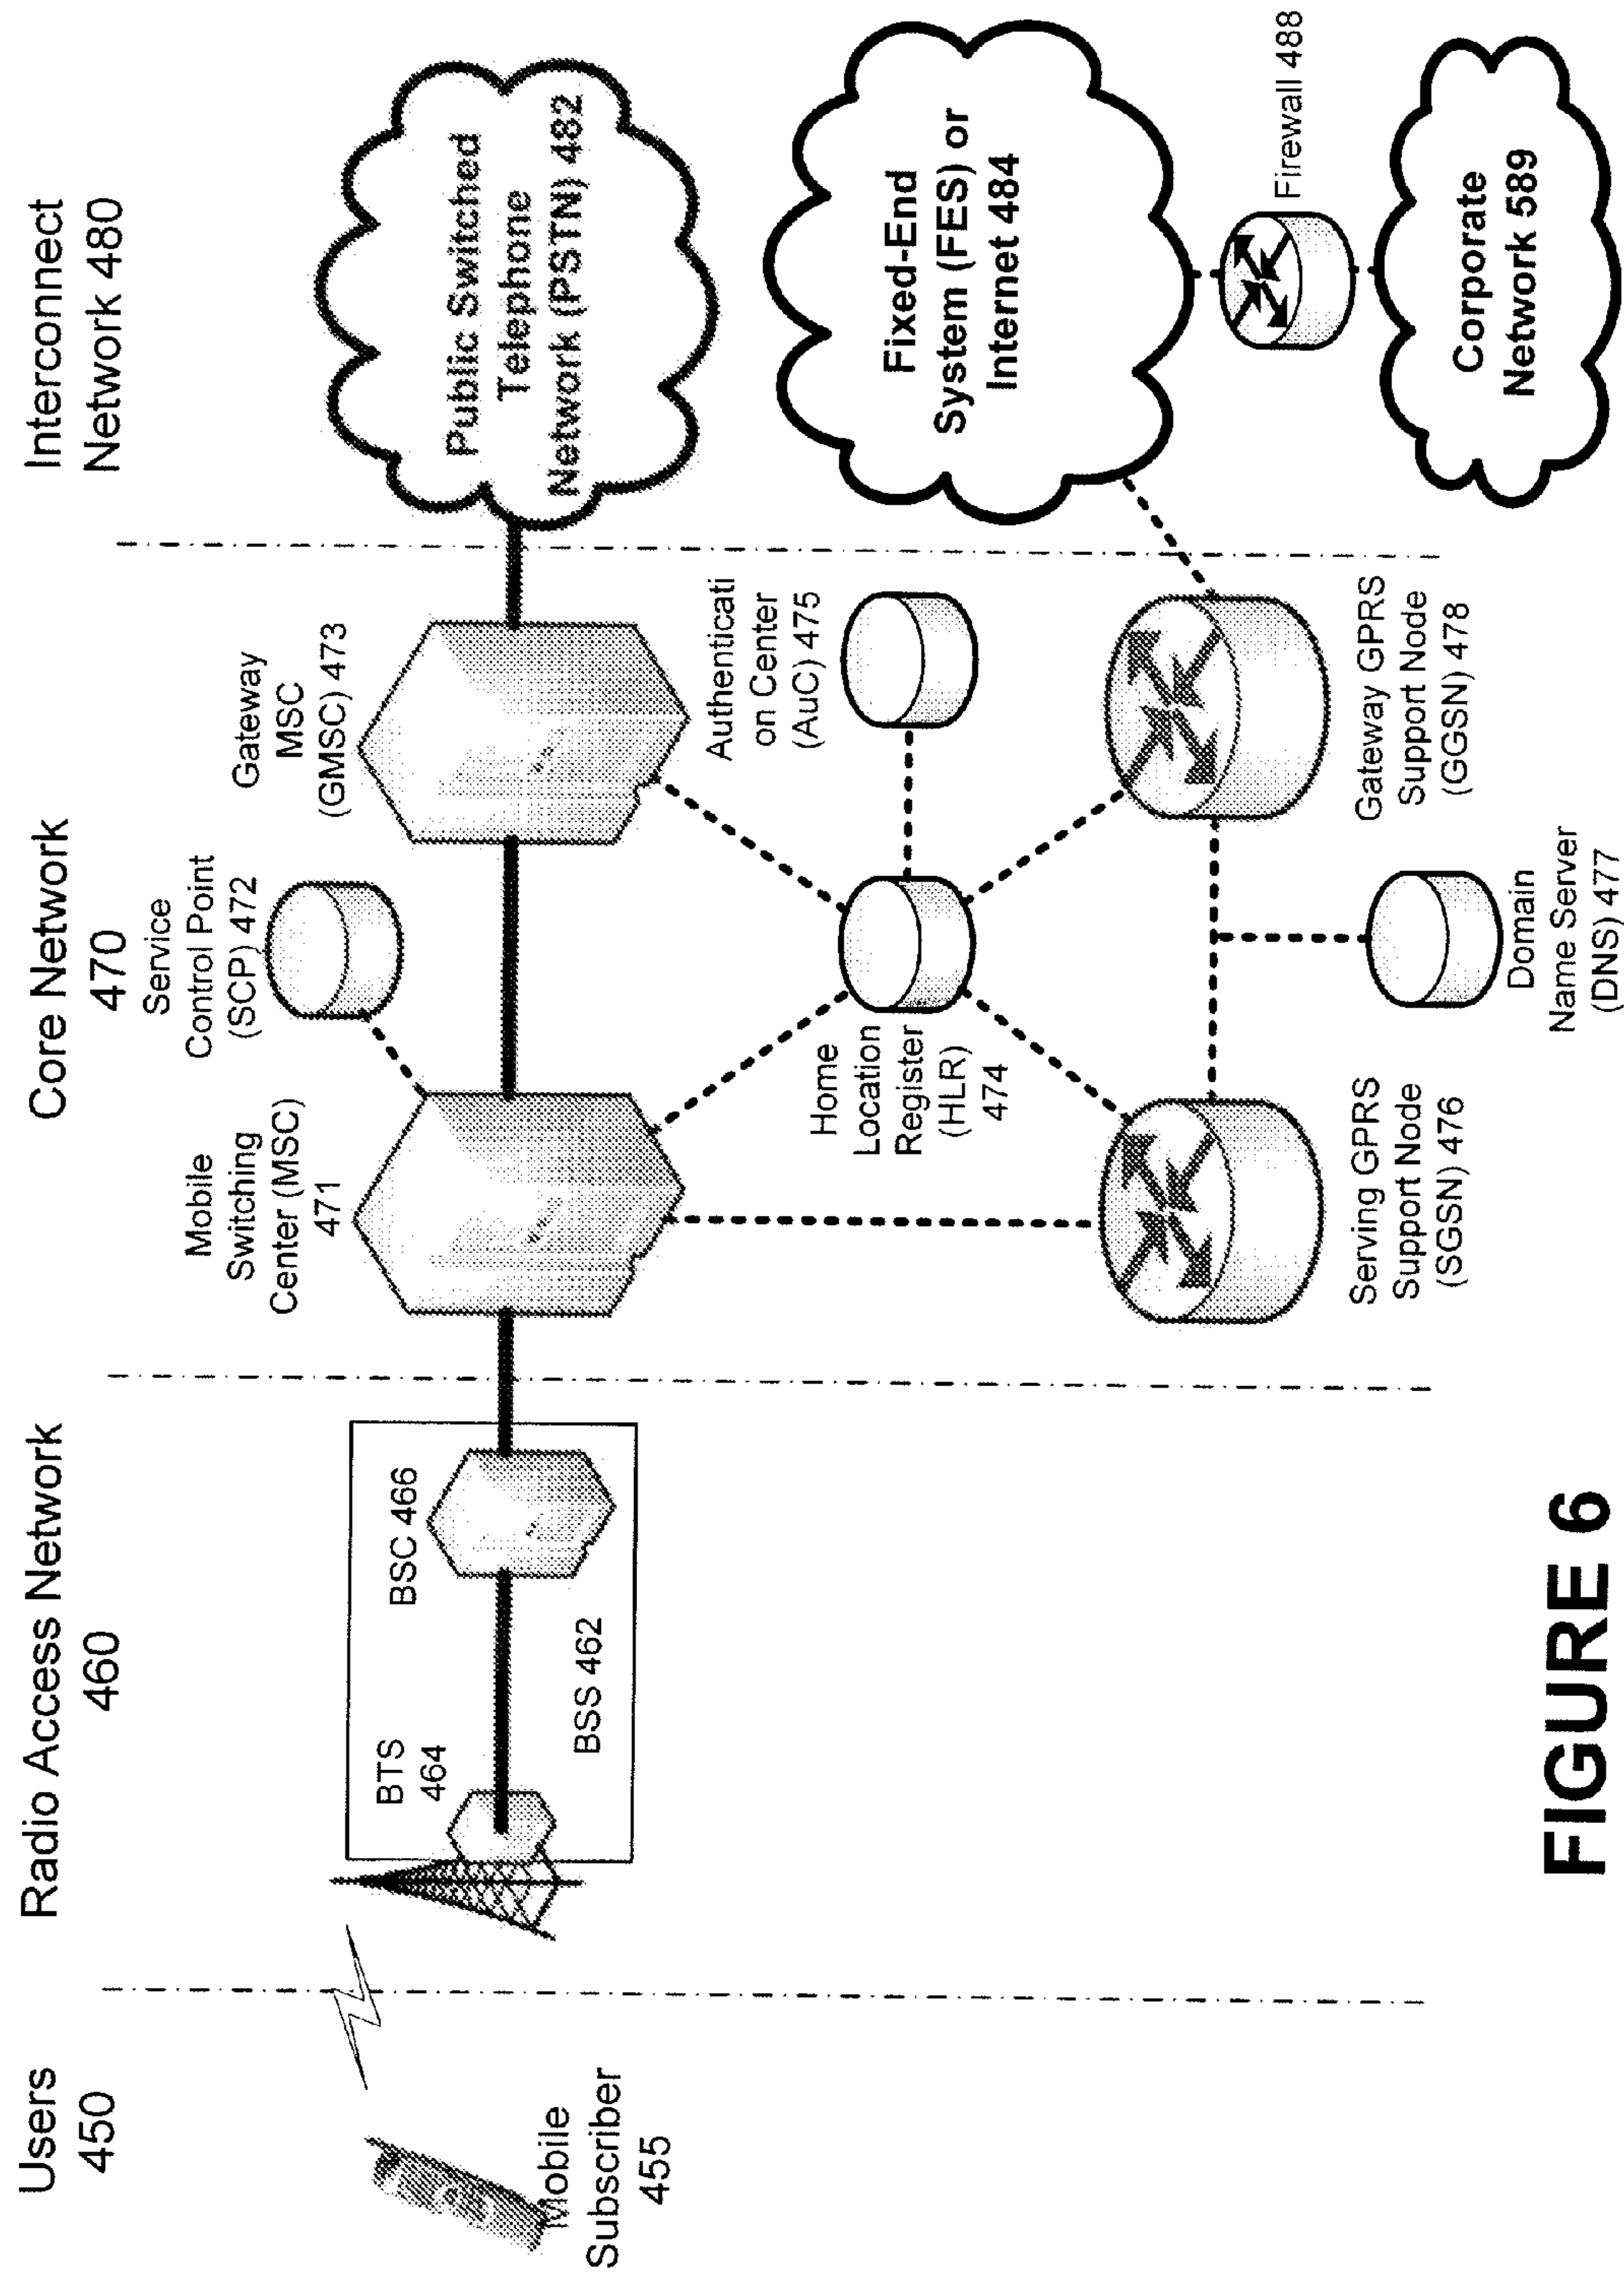 Users
450
Radio Access Network
460
Core Network
470
Interconnect
Network 480
Mobile
Subscriber
455
BTS
464
BSC 466
BSS 462
Mobile
Switching
Center (MSC)
471
Service
Control Point
(SCP) 472
Gateway
MSC
(GMSC) 473
Public Switched
Telephone
Network (PSTN) 482
Home
Location
Register
(HLR)
474
Authenticati
on Center
(AuC) 475
Fixed-End
System (FES) or
Internet 484
Firewall 488
Serving GPRS
Support Node
(SGSN) 476
Domain
Name Server
(DNS) 477
Gateway GPRS
Support Node
(GGSN) 478
Corporate
Network 589
FIGURE 6